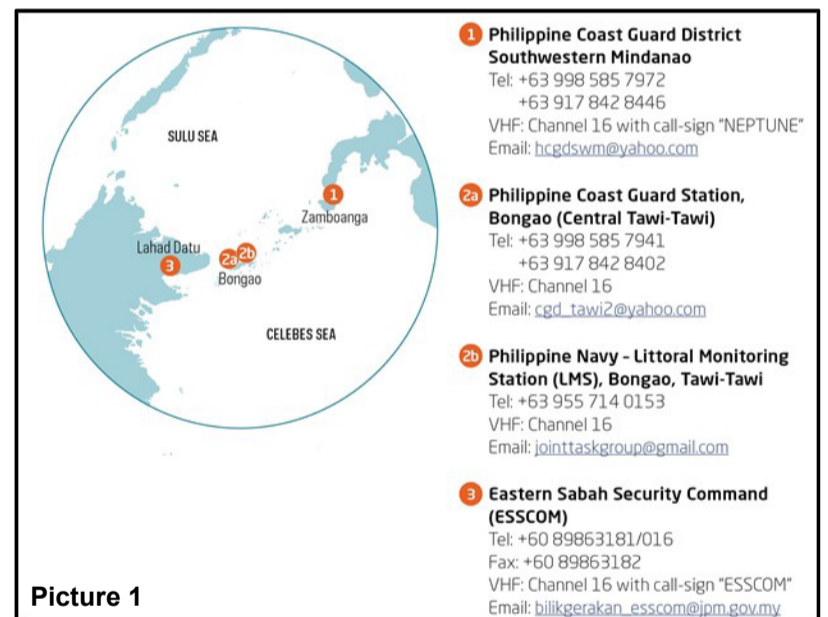 SULU SEA
1
Zamboanga
Lahad Datu
3
2a
2b
Bongao
CELEBES SEA
Picture 1
1 Philippine Coast Guard District
Southwestern Mindanao
Tel: +63 998 585 7972
+63 917 842 8446
VHF: Channel 16 with call-sign "NEPTUNE"
Email: hcgdswm@yahoo.com
2a Philippine Coast Guard Station,
Bongao (Central Tawi-Tawi)
Tel: +63 998 585 7941
+63 917 842 8402
VHF: Channel 16
Email: cgd_tawi2@yahoo.com
2b Philippine Navy - Littoral Monitoring
Station (LMS), Bongao, Tawi-Tawi
Tel: +63 955 714 0153
VHF: Channel 16
Email: jointtaskgroup@gmail.com
3 Eastern Sabah Security Command
(ESSCOM)
Tel: +60 89863181/016
Fax: +60 89863182
VHF: Channel 16 with call-sign "ESSCOM"
Email: bilikgerakan_esscom@jpm.gov.my